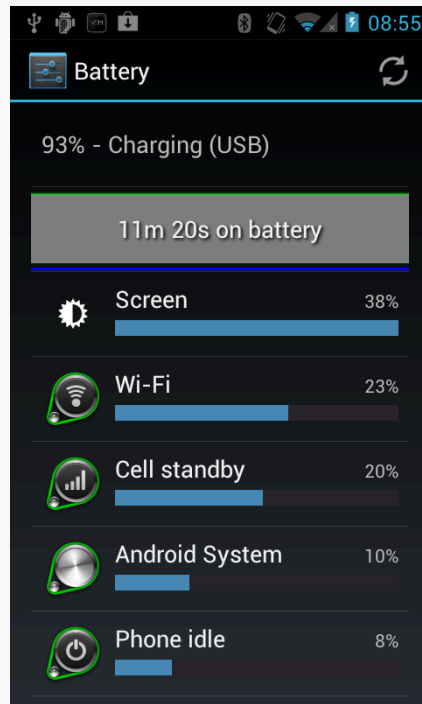 08:55
Battery
93% - Charging (USB)
11m 20s on battery
Screen 38%
Wi-Fi 23%
Cell standby 20%
Android System 10%
Phone idle 8%